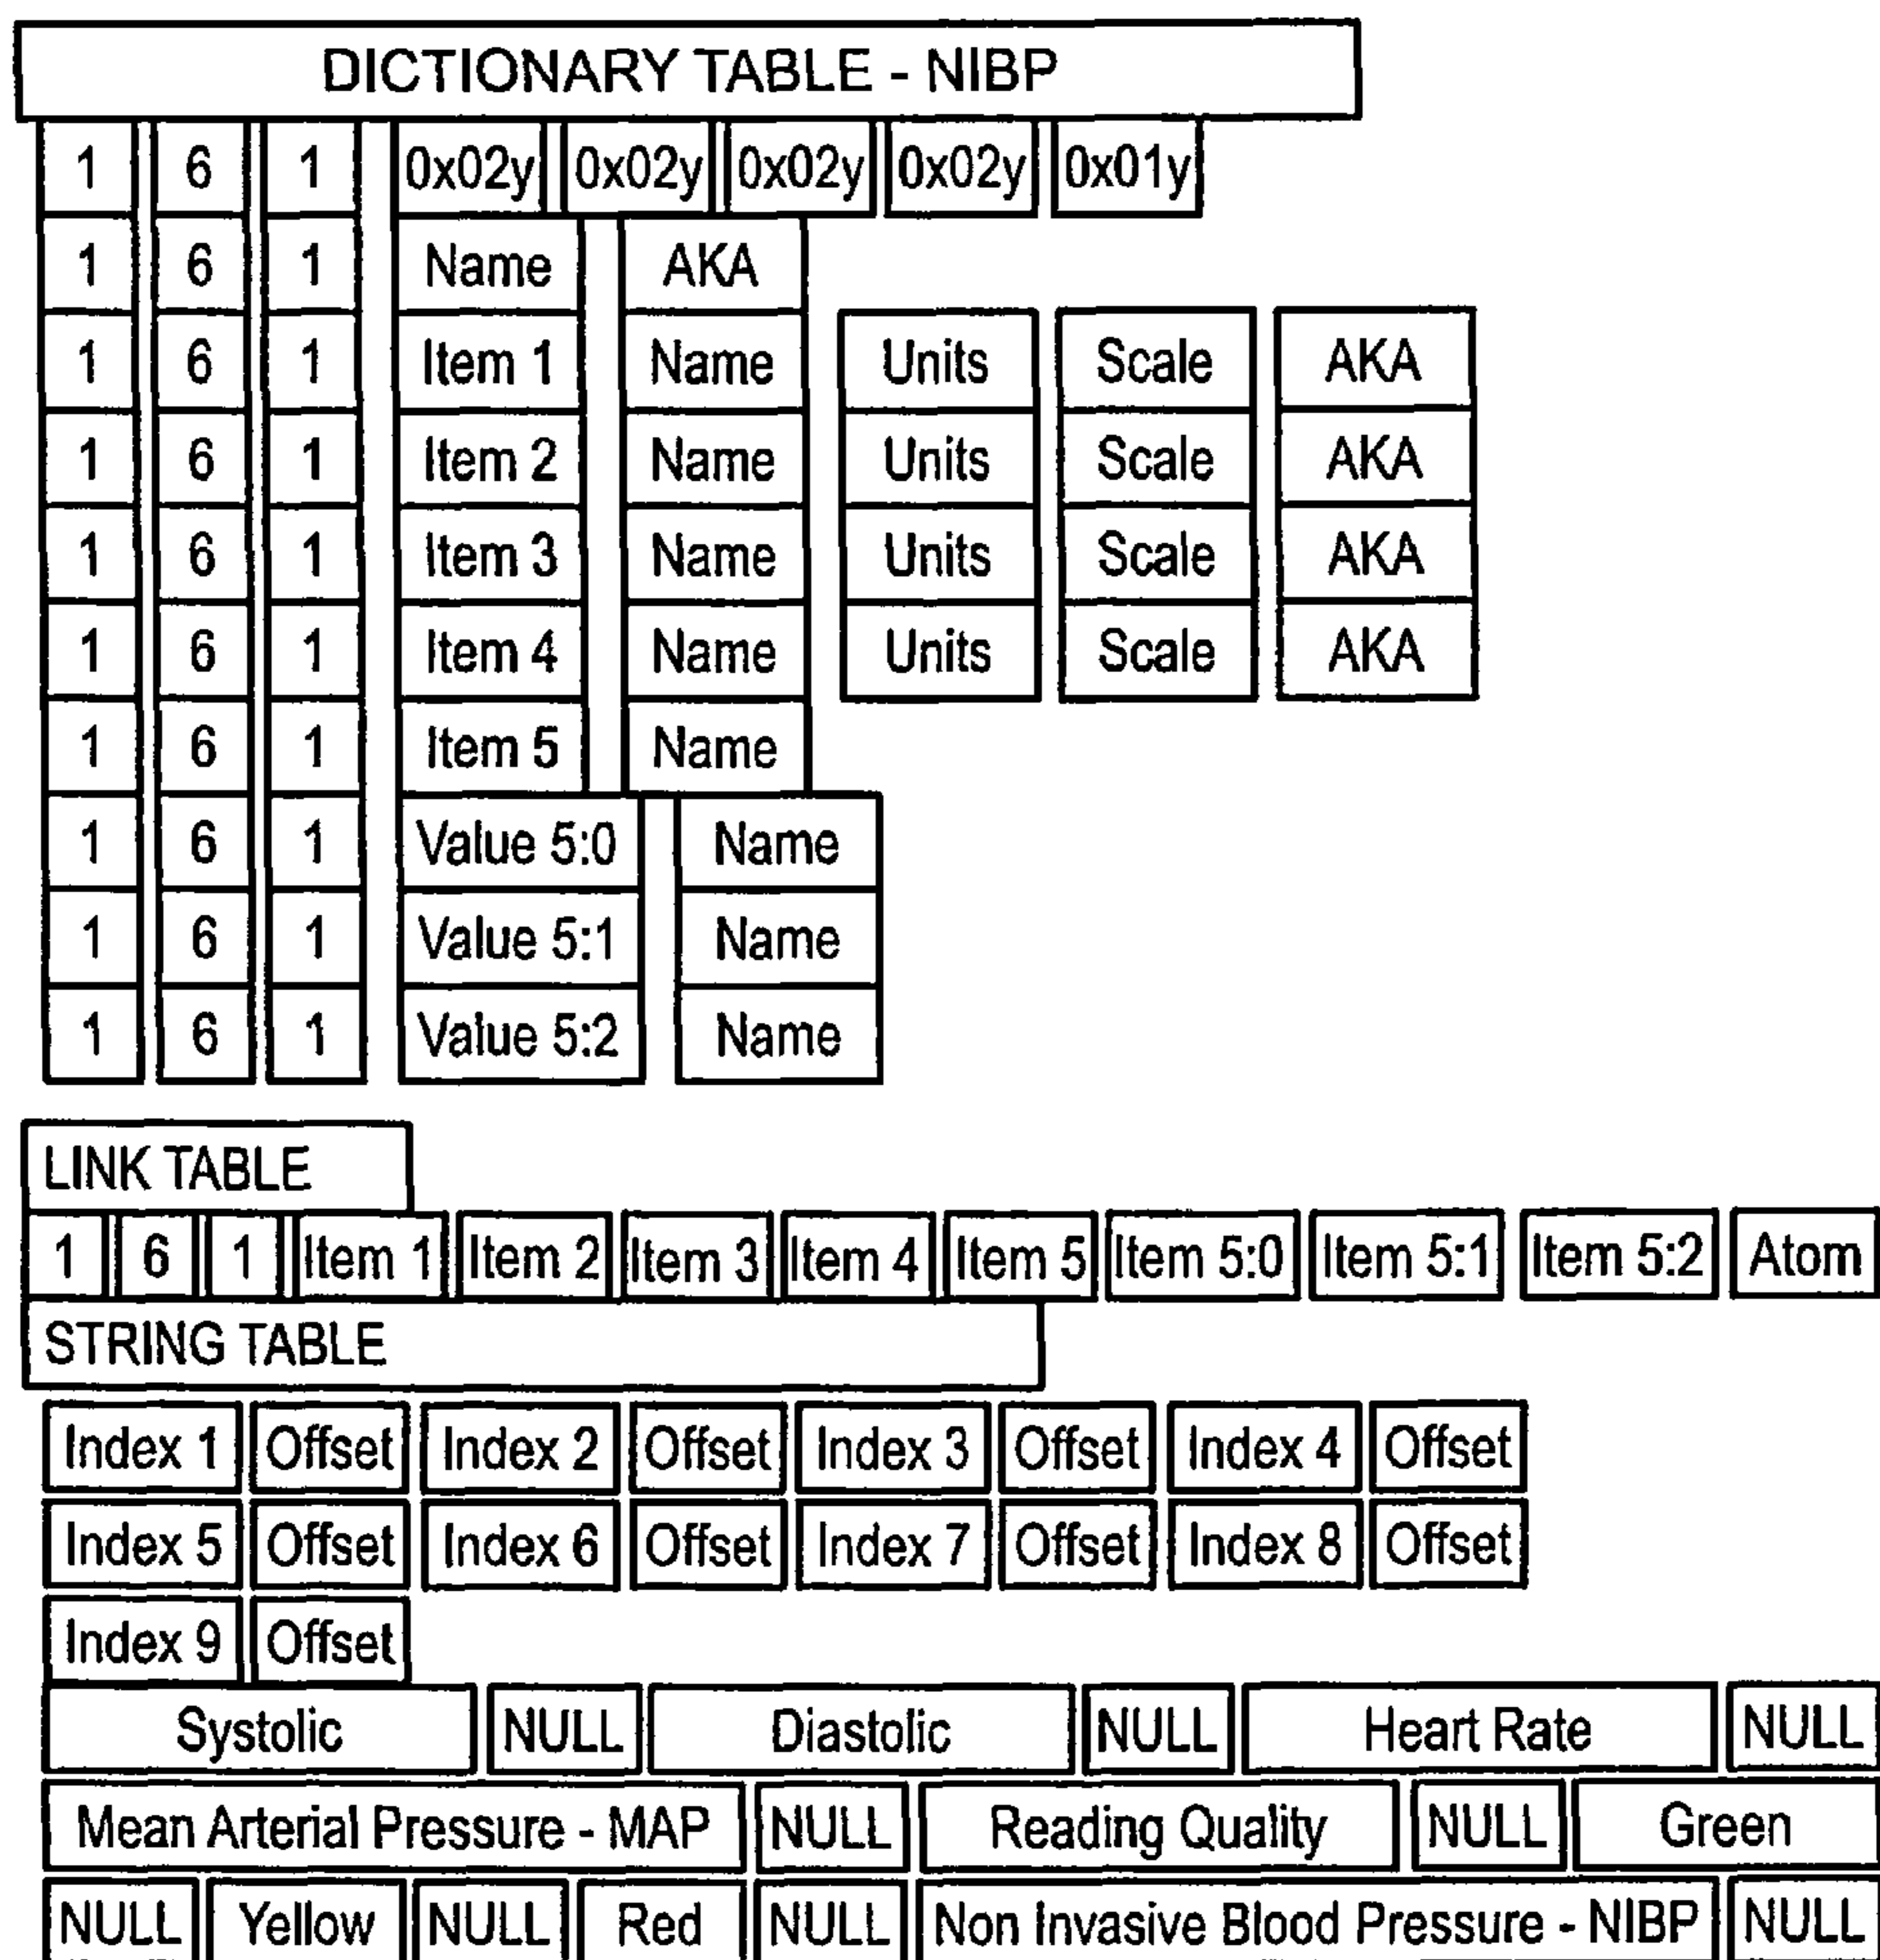 DICTIONARY TABLE - NIBP
1 6 1 0x02y 0x02y 0x02y 0x02y 0x01y
1 6 1 Name AKA
1 6 1 Item 1 Name Units Scale AKA
1 6 1 Item 2 Name Units Scale AKA
1 6 1 Item 3 Name Units Scale AKA
1 6 1 Item 4 Name Units Scale AKA
1 6 1 Item 5 Name
1 6 1 Value 5:0 Name
1 6 1 Value 5:1 Name
1 6 1 Value 5:2 Name
LINK TABLE
1 6 1 Item 1 Item 2 Item 3 Item 4 Item 5 Item 5:0 Item 5:1 Item 5:2 Atom
STRING TABLE
Index 1 Offset Index 2 Offset Index 3 Offset Index 4 Offset
Index 5 Offset Index 6 Offset Index 7 Offset Index 8 Offset
Index 9 Offset
Systolic NULL Diastolic NULL Heart Rate NULL
Mean Arterial Pressure - MAP NULL Reading Quality NULL Green
NULL Yellow NULL Red NULL Non Invasive Blood Pressure - NIBP NULL